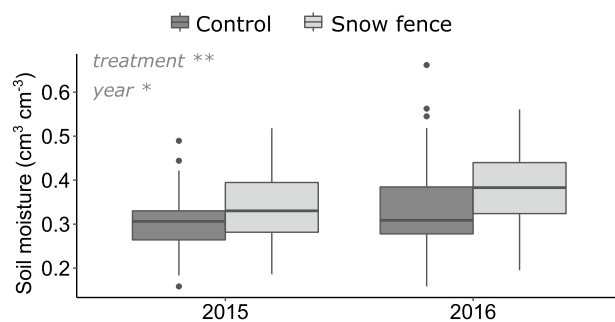 Control Snow fence
treatment **
year *
Soil moisture (cm³ cm⁻³)
0.6
0.5
0.4
0.3
0.2
2015 2016